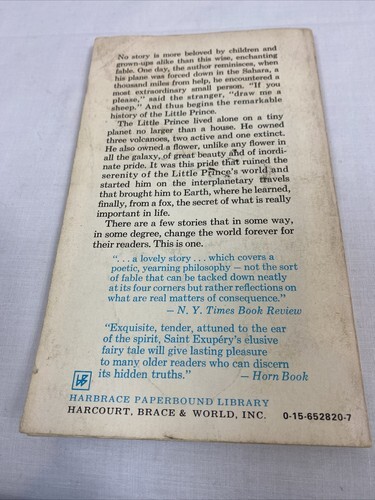 No story is more beloved by children and
grown-ups alike than this wise, enchanting
fable. One day, the author reminisces, when
his plane was forced down in the Sahara, a
thousand miles from help, he encountered a
most extraordinary small person. "If you
please," said the stranger, "draw me a
sheep." And thus begins the remarkable
history of the Little Prince.
The Little Prince lived alone on a tiny
planet no larger than a house. He owned
three volcanoes, two active and one extinct.
He also owned a flower, unlike any flower in
all the galaxy, of great beauty and of inordi-
nate pride. It was this pride that ruined the
serenity of the Little Prince's world and
started him on the interplanetary travels
that brought him to Earth, where he learned,
finally, from a fox, the secret of what is really
important in life.
There are a few stories that in some way,
in some degree, change the world forever for
their readers. This is one.
". . . a lovely story . . . which covers a
poetic, yearning philosophy — not the sort
of fable that can be tacked down neatly
at its four corners but rather reflections on
what are real matters of consequence."
— N. Y. Times Book Review
"Exquisite, tender, attuned to the ear
of the spirit, Saint Exupéry's elusive
fairy tale will give lasting pleasure
to many older readers who can discern
its hidden truths." — Horn Book
HARBRACE PAPERBOUND LIBRARY
HARCOURT, BRACE & WORLD, INC. 0-15-652820-7